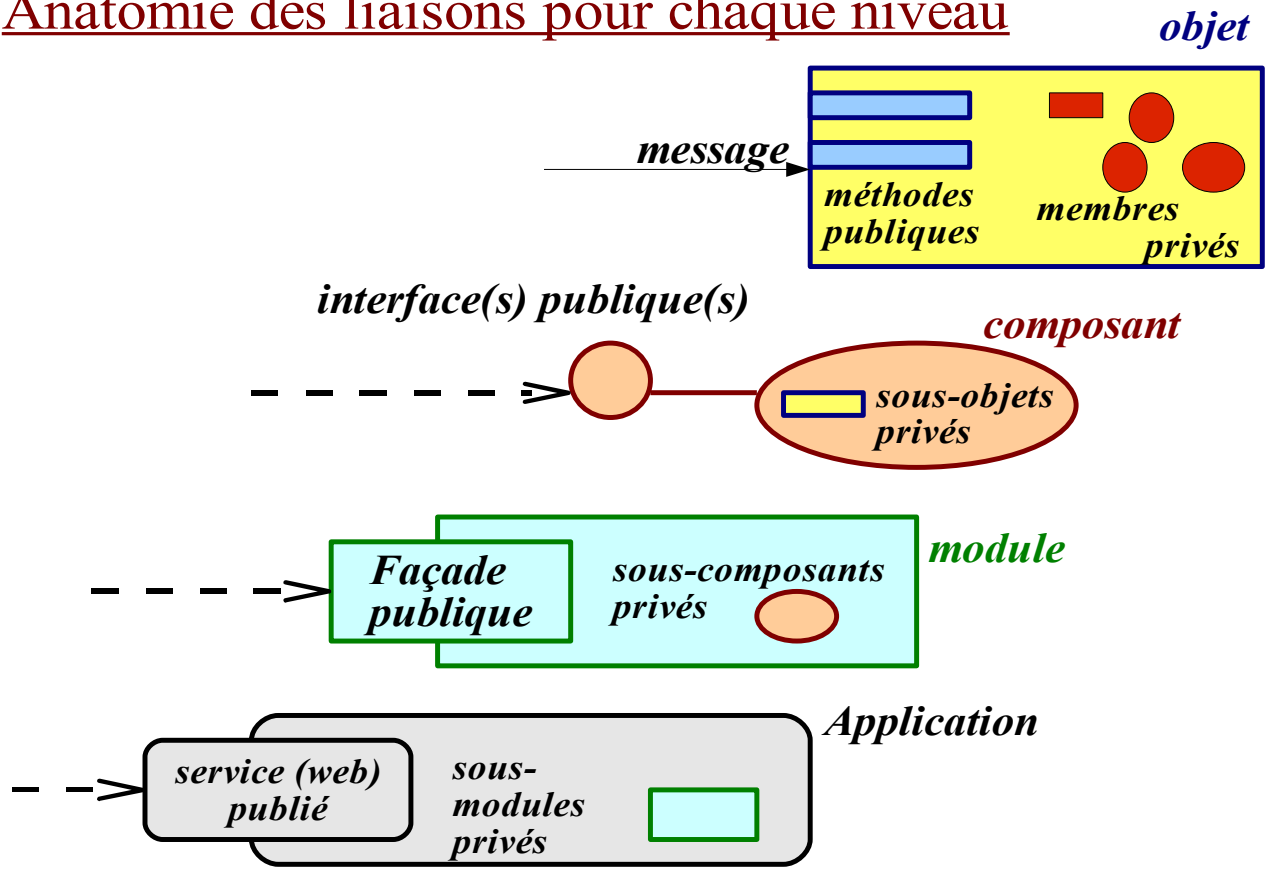 Anatomie des liaisons pour chaque niveau
objet
message
méthodes
publiques
membres
privés
interface(s) publique(s)
composant
sous-objets
privés
module
Façade
publique
sous-composants
privés
Application
service (web)
publié
sous-
modules
privés